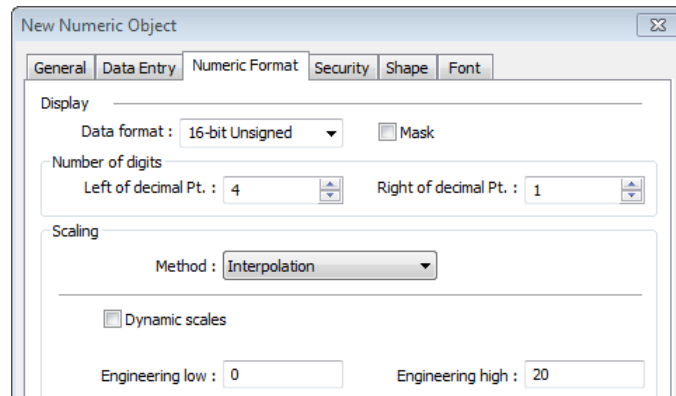 New Numeric Object
General Data Entry Numeric Format Security Shape Font
Display
Data format : 16-bit Unsigned Mask
Number of digits
Left of decimal Pt. : 4 Right of decimal Pt. : 1
Scaling
Method : Interpolation
Dynamic scales
Engineering low : 0 Engineering high : 20